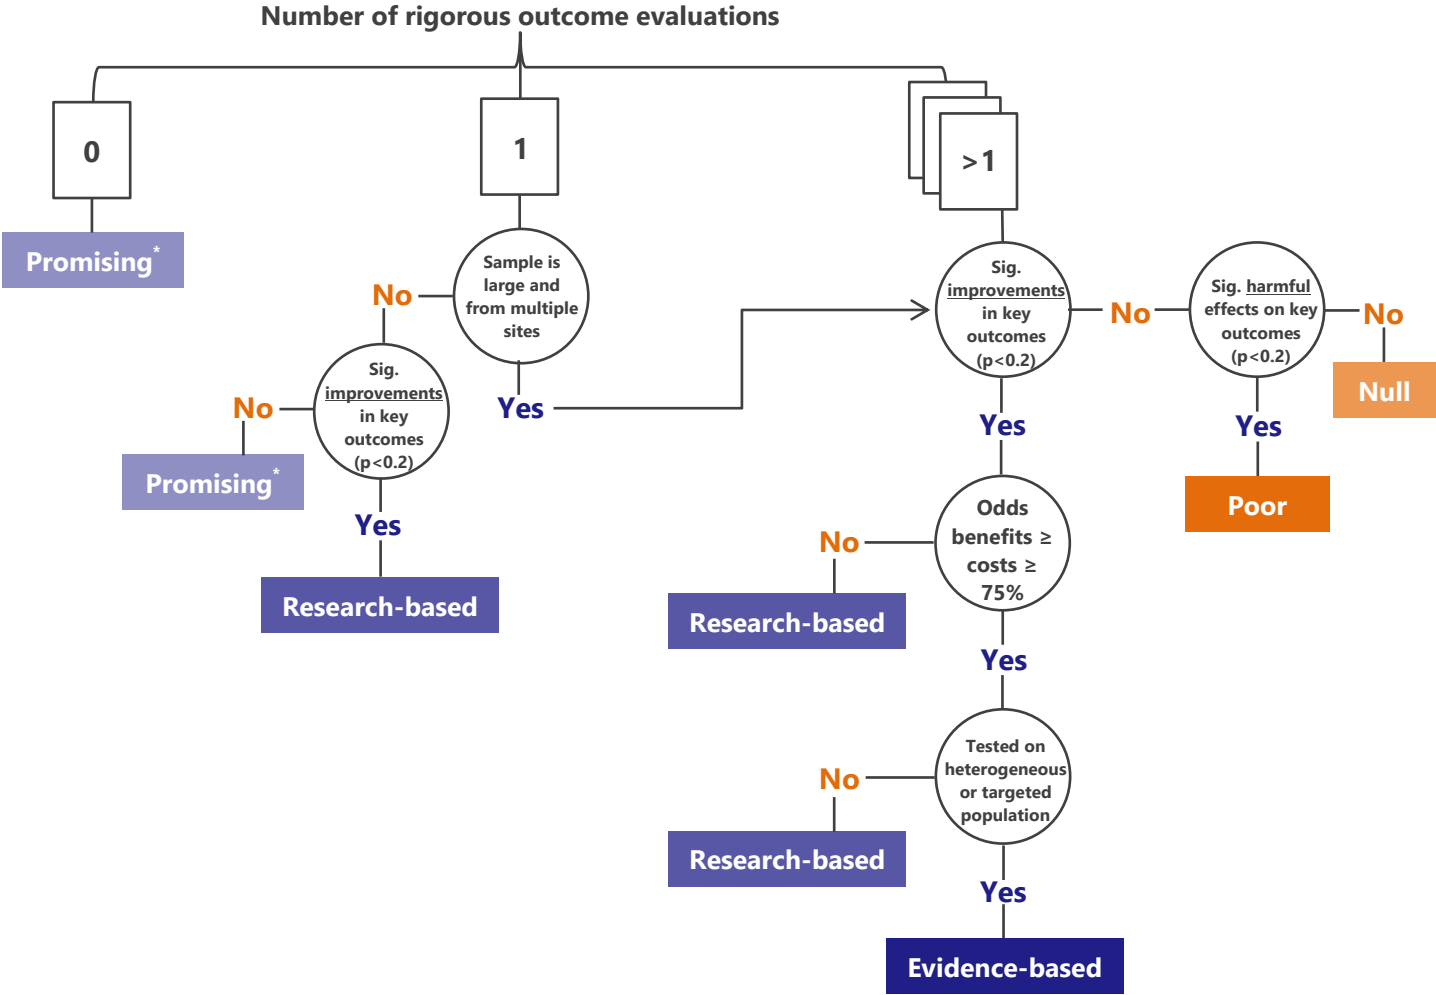 Number of rigorous outcome evaluations
0
1
>1
Promising*
Sample is
large and
from multiple
sites
No
Yes
Sig.
improvements
in key
outcomes
(p<0.2)
No
Promising*
Yes
Research-based
Sig.
improvements
in key
outcomes
(p<0.2)
No
Sig. harmful
effects on key
outcomes
(p<0.2)
No
Null
Yes
Poor
Yes
Odds
benefits ≥
costs ≥
75%
No
Research-based
Yes
Tested on
heterogeneous
or targeted
population
No
Research-based
Yes
Evidence-based